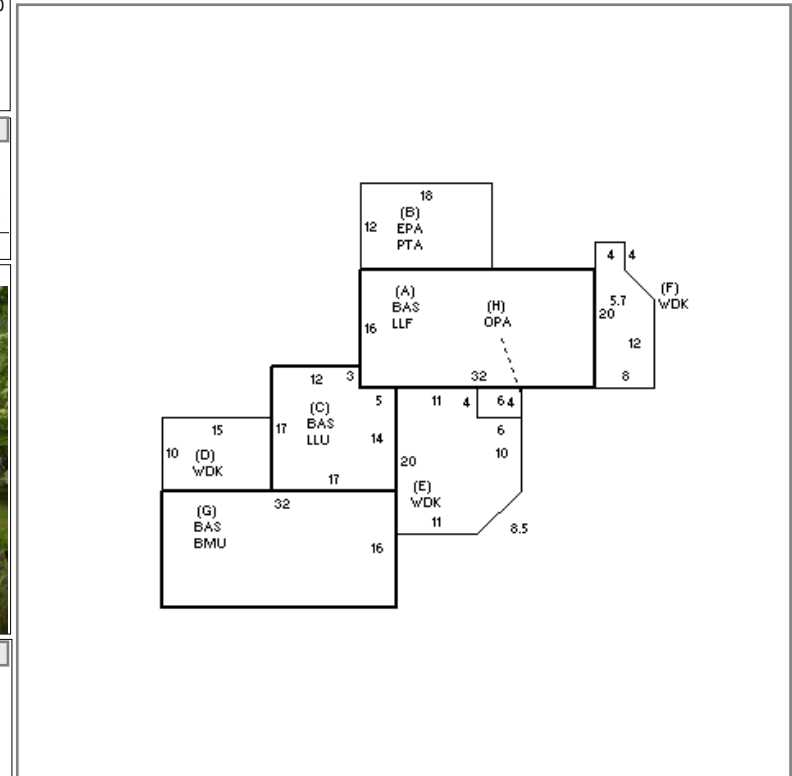 18
(B)
12 EPA
PTA
4 4
(A)
BAS
LLF
(H)
OPA
(F)
WDK
5.7
20
16
12
32
8
12 3
5
11 4 6 4
(C)
BAS
LLU
17
14
6
10
15
10 (D)
WDK
20
17
(E)
WDK
11
8.5
32
(G)
BAS
BMU
16